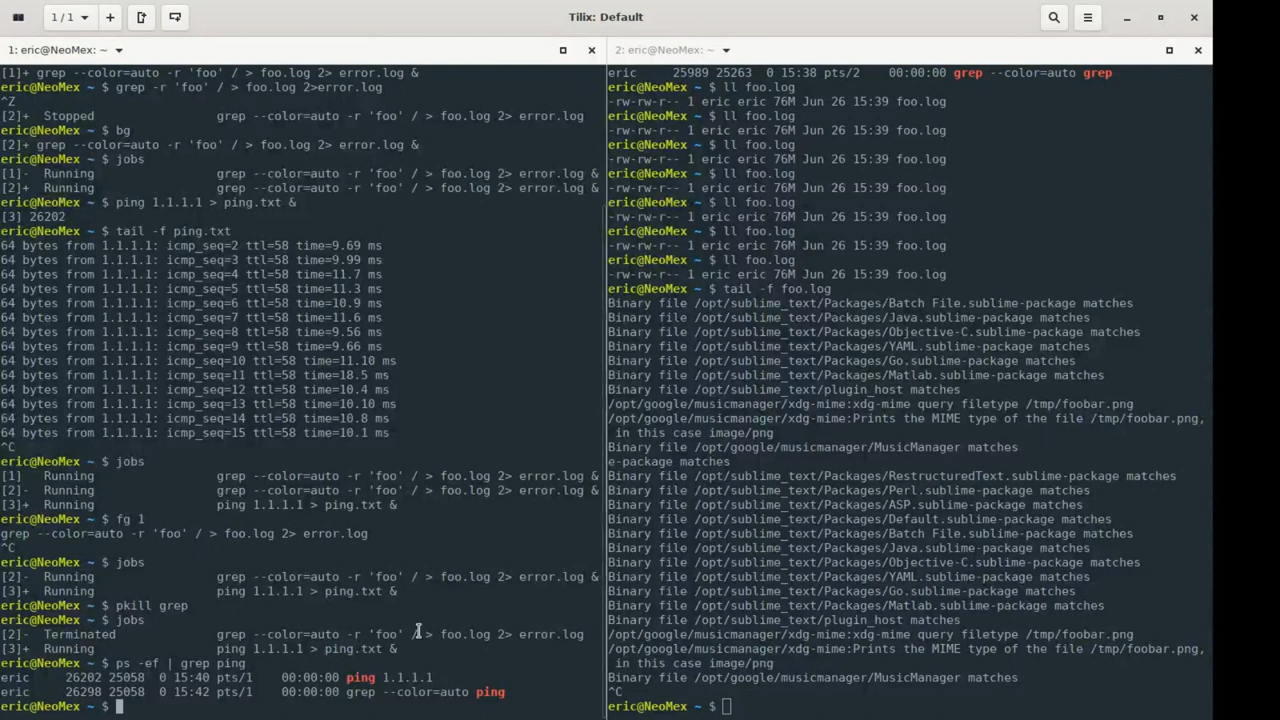 1 / 1
Tilix: Default
1: eric@NeoMex: ~
[1]+ grep --color=auto -r 'foo' / > foo.log 2> error.log &
eric@NeoMex ~ $ grep -r 'foo' / > foo.log 2>error.log
^Z
[2]+  Stopped                 grep --color=auto -r 'foo' / > foo.log 2> error.log
eric@NeoMex ~ $ bg
[2]+ grep --color=auto -r 'foo' / > foo.log 2> error.log &
eric@NeoMex ~ $ jobs
[1]-  Running                 grep --color=auto -r 'foo' / > foo.log 2> error.log &
[2]+  Running                 grep --color=auto -r 'foo' / > foo.log 2> error.log &
eric@NeoMex ~ $ ping 1.1.1.1 > ping.txt &
[3] 26202
eric@NeoMex ~ $ tail -f ping.txt
64 bytes from 1.1.1.1: icmp_seq=2 ttl=58 time=9.69 ms
64 bytes from 1.1.1.1: icmp_seq=3 ttl=58 time=9.99 ms
64 bytes from 1.1.1.1: icmp_seq=4 ttl=58 time=11.7 ms
64 bytes from 1.1.1.1: icmp_seq=5 ttl=58 time=11.3 ms
64 bytes from 1.1.1.1: icmp_seq=6 ttl=58 time=10.9 ms
64 bytes from 1.1.1.1: icmp_seq=7 ttl=58 time=11.6 ms
64 bytes from 1.1.1.1: icmp_seq=8 ttl=58 time=9.56 ms
64 bytes from 1.1.1.1: icmp_seq=9 ttl=58 time=9.66 ms
64 bytes from 1.1.1.1: icmp_seq=10 ttl=58 time=11.10 ms
64 bytes from 1.1.1.1: icmp_seq=11 ttl=58 time=18.5 ms
64 bytes from 1.1.1.1: icmp_seq=12 ttl=58 time=10.4 ms
64 bytes from 1.1.1.1: icmp_seq=13 ttl=58 time=10.10 ms
64 bytes from 1.1.1.1: icmp_seq=14 ttl=58 time=10.8 ms
64 bytes from 1.1.1.1: icmp_seq=15 ttl=58 time=10.1 ms
^C
eric@NeoMex ~ $ jobs
[1]   Running                 grep --color=auto -r 'foo' / > foo.log 2> error.log &
[2]-  Running                 grep --color=auto -r 'foo' / > foo.log 2> error.log &
[3]+  Running                 ping 1.1.1.1 > ping.txt &
eric@NeoMex ~ $ fg 1
grep --color=auto -r 'foo' / > foo.log 2> error.log
^C
eric@NeoMex ~ $ jobs
[2]-  Running                 grep --color=auto -r 'foo' / > foo.log 2> error.log &
[3]+  Running                 ping 1.1.1.1 > ping.txt &
eric@NeoMex ~ $ pkill grep
eric@NeoMex ~ $ jobs
[2]-  Terminated              grep --color=auto -r 'foo' / > foo.log 2> error.log
[3]+  Running                 ping 1.1.1.1 > ping.txt &
eric@NeoMex ~ $ ps -ef | grep ping
eric     26202 25058  0 15:40 pts/1    00:00:00 ping 1.1.1.1
eric     26298 25058  0 15:42 pts/1    00:00:00 grep --color=auto ping
eric@NeoMex ~ $
2: eric@NeoMex: ~
eric     25989 25263  0 15:38 pts/2    00:00:00 grep --color=auto grep
eric@NeoMex ~ $ ll foo.log
-rw-rw-r-- 1 eric eric 76M Jun 26 15:39 foo.log
eric@NeoMex ~ $ ll foo.log
-rw-rw-r-- 1 eric eric 76M Jun 26 15:39 foo.log
eric@NeoMex ~ $ ll foo.log
-rw-rw-r-- 1 eric eric 76M Jun 26 15:39 foo.log
eric@NeoMex ~ $ ll foo.log
-rw-rw-r-- 1 eric eric 76M Jun 26 15:39 foo.log
eric@NeoMex ~ $ ll foo.log
-rw-rw-r-- 1 eric eric 76M Jun 26 15:39 foo.log
eric@NeoMex ~ $ ll foo.log
-rw-rw-r-- 1 eric eric 76M Jun 26 15:39 foo.log
eric@NeoMex ~ $ ll foo.log
-rw-rw-r-- 1 eric eric 76M Jun 26 15:39 foo.log
eric@NeoMex ~ $ tail -f foo.log
Binary file /opt/sublime_text/Packages/Batch File.sublime-package matches
Binary file /opt/sublime_text/Packages/Java.sublime-package matches
Binary file /opt/sublime_text/Packages/Objective-C.sublime-package matches
Binary file /opt/sublime_text/Packages/YAML.sublime-package matches
Binary file /opt/sublime_text/Packages/Go.sublime-package matches
Binary file /opt/sublime_text/Packages/Matlab.sublime-package matches
Binary file /opt/sublime_text/plugin_host matches
/opt/google/musicmanager/xdg-mime:xdg-mime query filetype /tmp/foobar.png
/opt/google/musicmanager/xdg-mime:Prints the MIME type of the file /tmp/foobar.png,
 in this case image/png
Binary file /opt/google/musicmanager/MusicManager matches
e-package matches
Binary file /opt/sublime_text/Packages/RestructuredText.sublime-package matches
Binary file /opt/sublime_text/Packages/Perl.sublime-package matches
Binary file /opt/sublime_text/Packages/ASP.sublime-package matches
Binary file /opt/sublime_text/Packages/Default.sublime-package matches
Binary file /opt/sublime_text/Packages/Batch File.sublime-package matches
Binary file /opt/sublime_text/Packages/Java.sublime-package matches
Binary file /opt/sublime_text/Packages/Objective-C.sublime-package matches
Binary file /opt/sublime_text/Packages/YAML.sublime-package matches
Binary file /opt/sublime_text/Packages/Go.sublime-package matches
Binary file /opt/sublime_text/Packages/Matlab.sublime-package matches
Binary file /opt/sublime_text/plugin_host matches
/opt/google/musicmanager/xdg-mime:xdg-mime query filetype /tmp/foobar.png
/opt/google/musicmanager/xdg-mime:Prints the MIME type of the file /tmp/foobar.png,
 in this case image/png
Binary file /opt/google/musicmanager/MusicManager matches
^C
eric@NeoMex ~ $